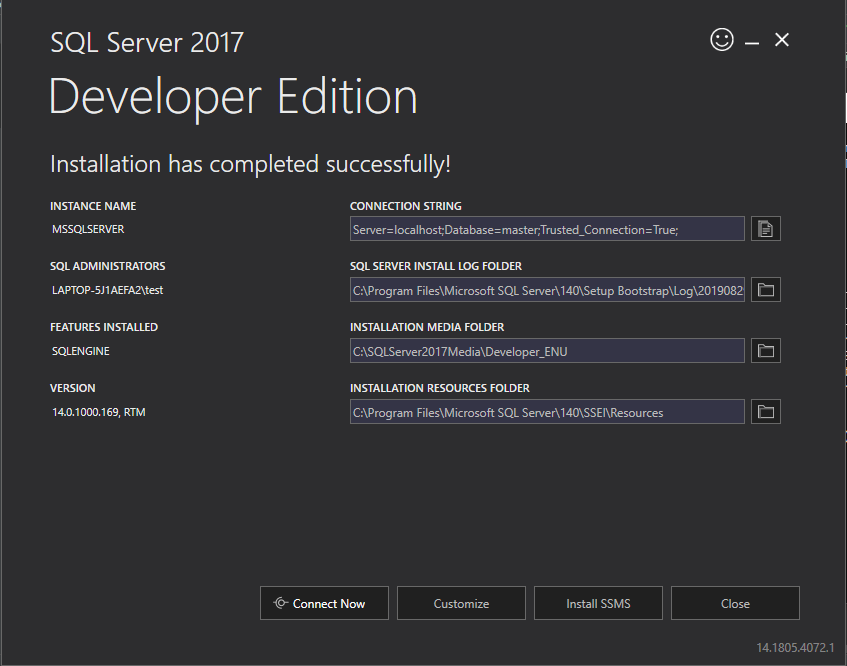 SQL Server 2017
Developer Edition
Installation has completed successfully!
INSTANCE NAME
MSSQLSERVER
CONNECTION STRING
Server=localhost;Database=master;Trusted_Connection=True;
SQL ADMINISTRATORS
LAPTOP-5J1AEFA2\test
SQL SERVER INSTALL LOG FOLDER
C:\Program Files\Microsoft SQL Server\140\Setup Bootstrap\Log\2019082
FEATURES INSTALLED
SQLENGINE
INSTALLATION MEDIA FOLDER
C:\SQLServer2017Media\Developer_ENU
VERSION
14.0.1000.169, RTM
INSTALLATION RESOURCES FOLDER
C:\Program Files\Microsoft SQL Server\140\SSEI\Resources
Connect Now
Customize
Install SSMS
Close
14.1805.4072.1